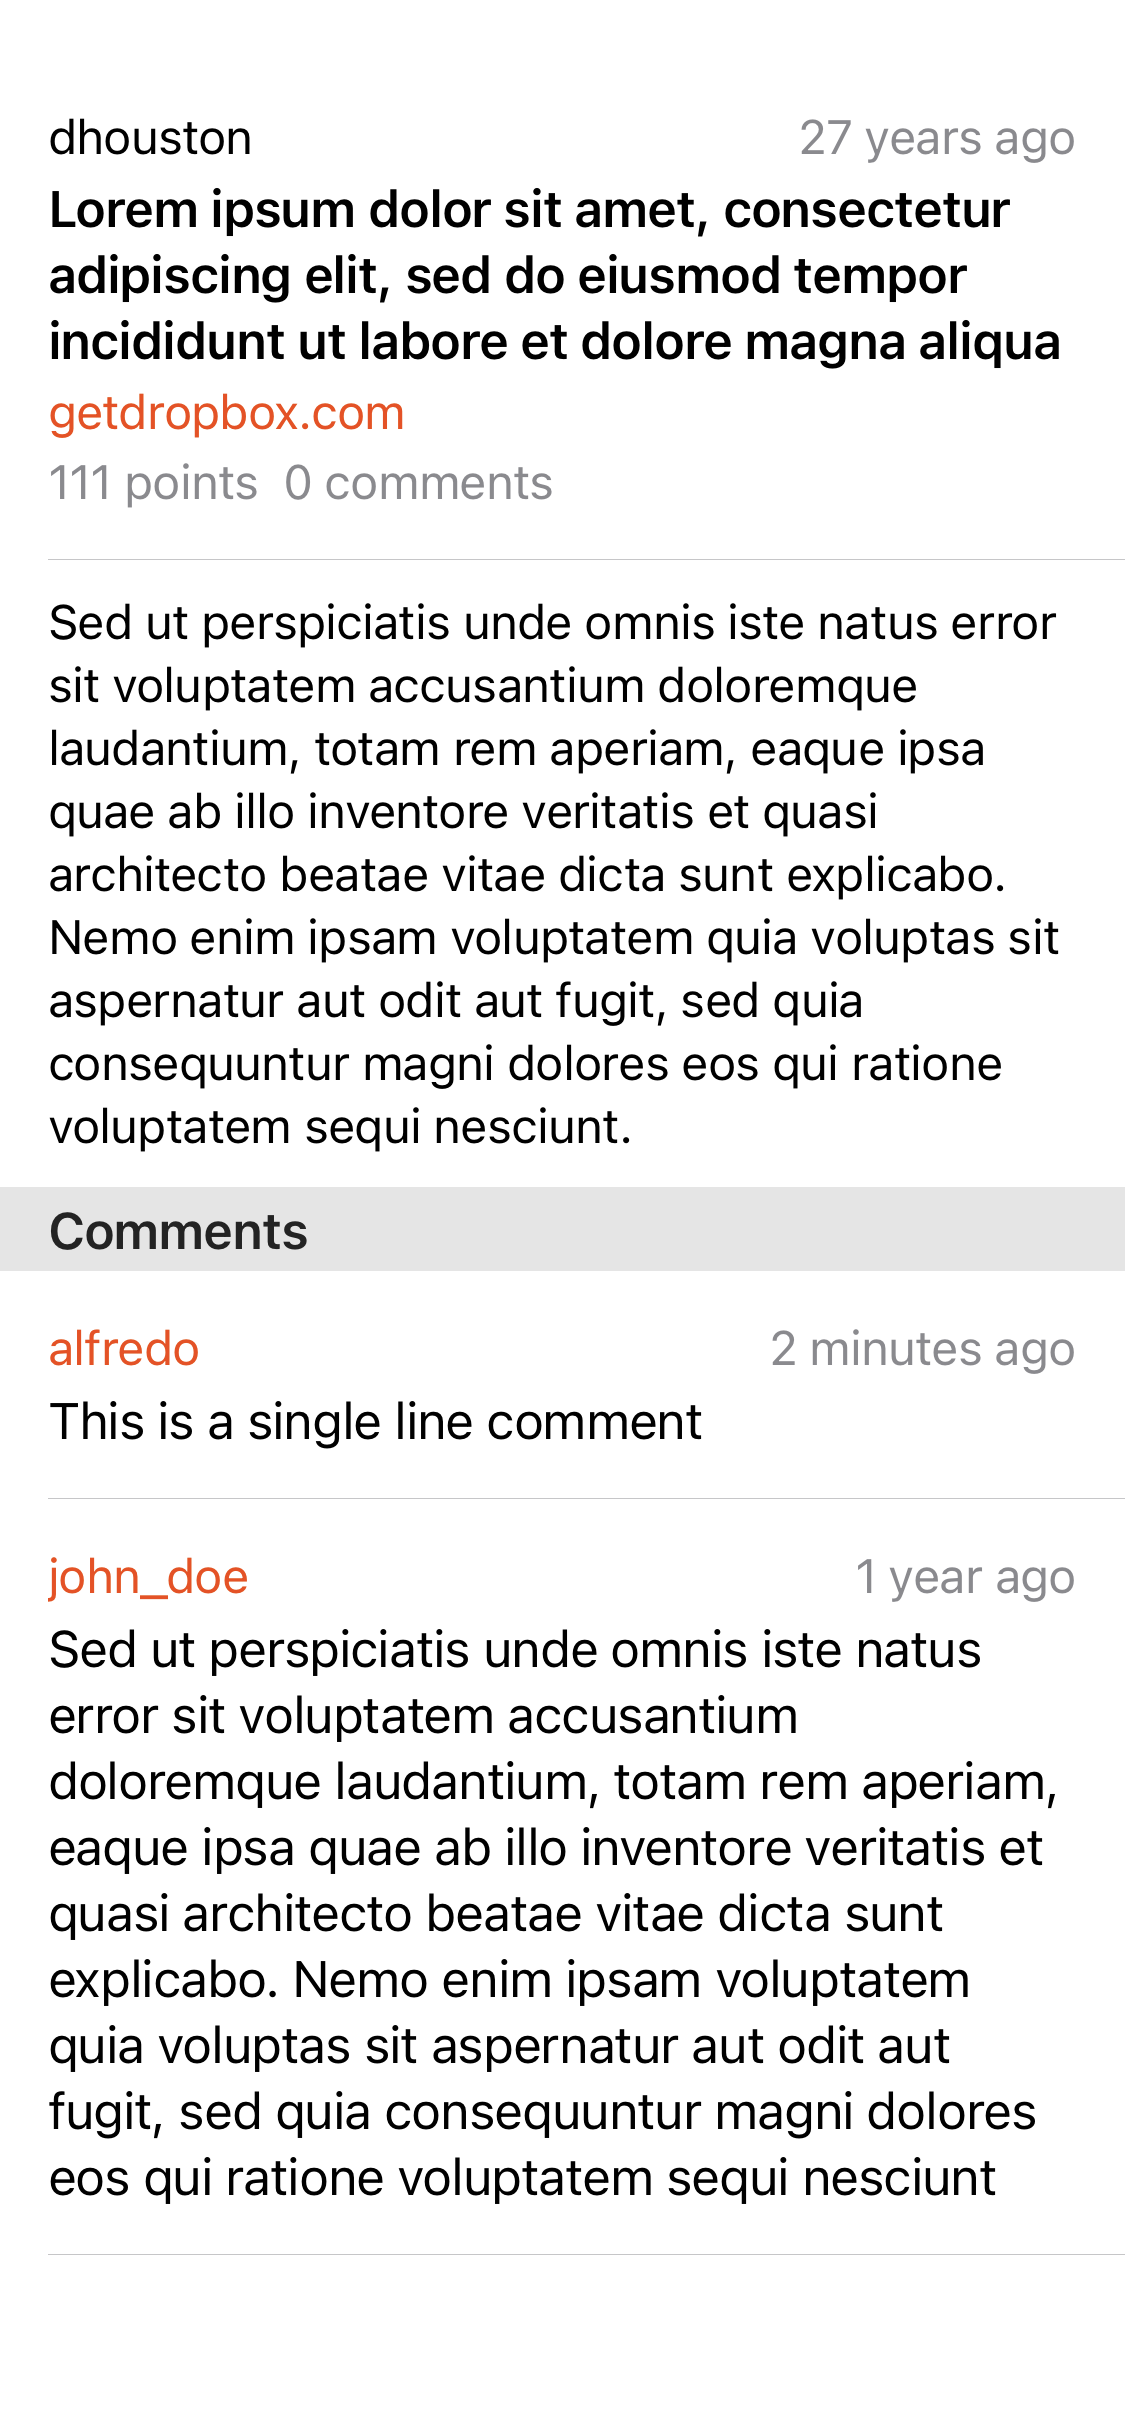 dhouston 27 years ago
Lorem ipsum dolor sit amet, consectetur
adipiscing elit, sed do eiusmod tempor
incididunt ut labore et dolore magna aliqua
getdropbox.com
111 points 0 comments
Sed ut perspiciatis unde omnis iste natus error
sit voluptatem accusantium doloremque
laudantium, totam rem aperiam, eaque ipsa
quae ab illo inventore veritatis et quasi
architecto beatae vitae dicta sunt explicabo.
Nemo enim ipsam voluptatem quia voluptas sit
aspernatur aut odit aut fugit, sed quia
consequuntur magni dolores eos qui ratione
voluptatem sequi nesciunt.
Comments
alfredo 2 minutes ago
This is a single line comment
john_doe 1 year ago
Sed ut perspiciatis unde omnis iste natus
error sit voluptatem accusantium
doloremque laudantium, totam rem aperiam,
eaque ipsa quae ab illo inventore veritatis et
quasi architecto beatae vitae dicta sunt
explicabo. Nemo enim ipsam voluptatem
quia voluptas sit aspernatur aut odit aut
fugit, sed quia consequuntur magni dolores
eos qui ratione voluptatem sequi nesciunt